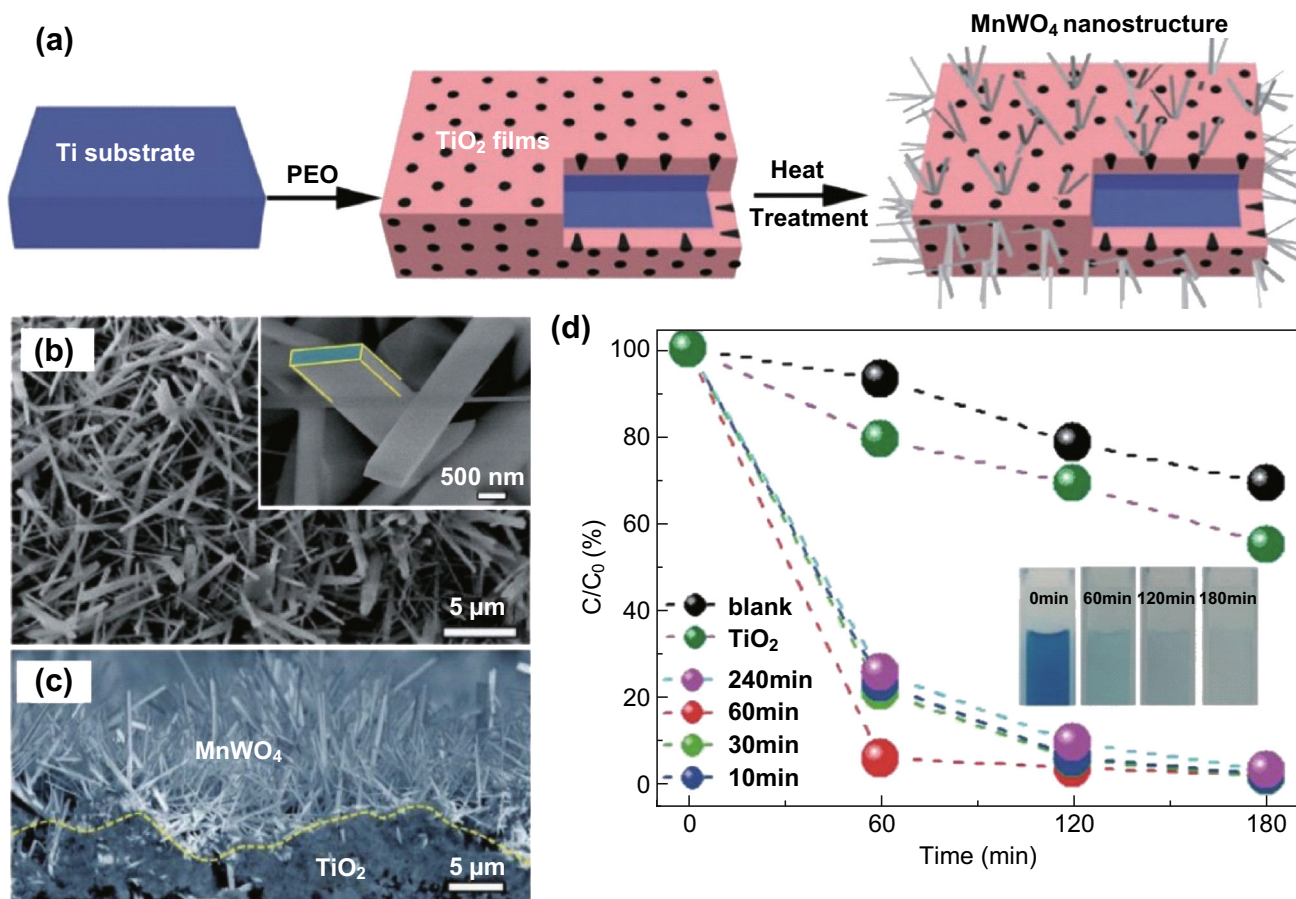 (a)
Ti substrate
PEO
TiO₂ films
Heat
Treatment
MnWO₄ nanostructure
(b)
500 nm
5 µm
(c)
MnWO₄
TiO₂
5 µm
(d)
C/C₀ (%)
100
80
60
40
20
0
blank
TiO₂
240min
60min
30min
10min
0min 60min 120min 180min
0 60 120 180
Time (min)